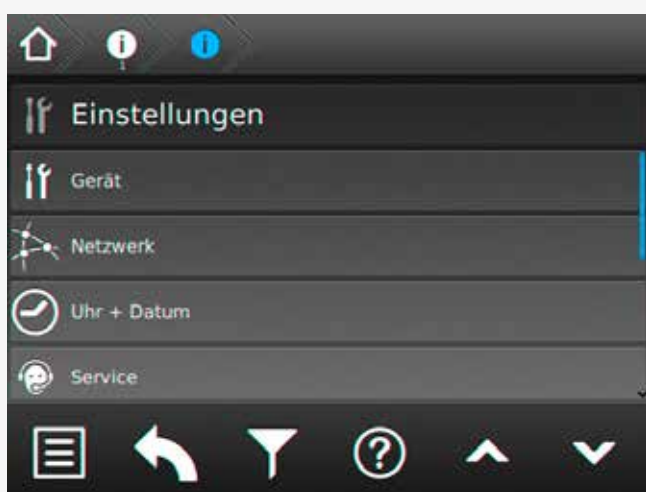 Einstellungen
Gerät
Netzwerk
Uhr + Datum
Service